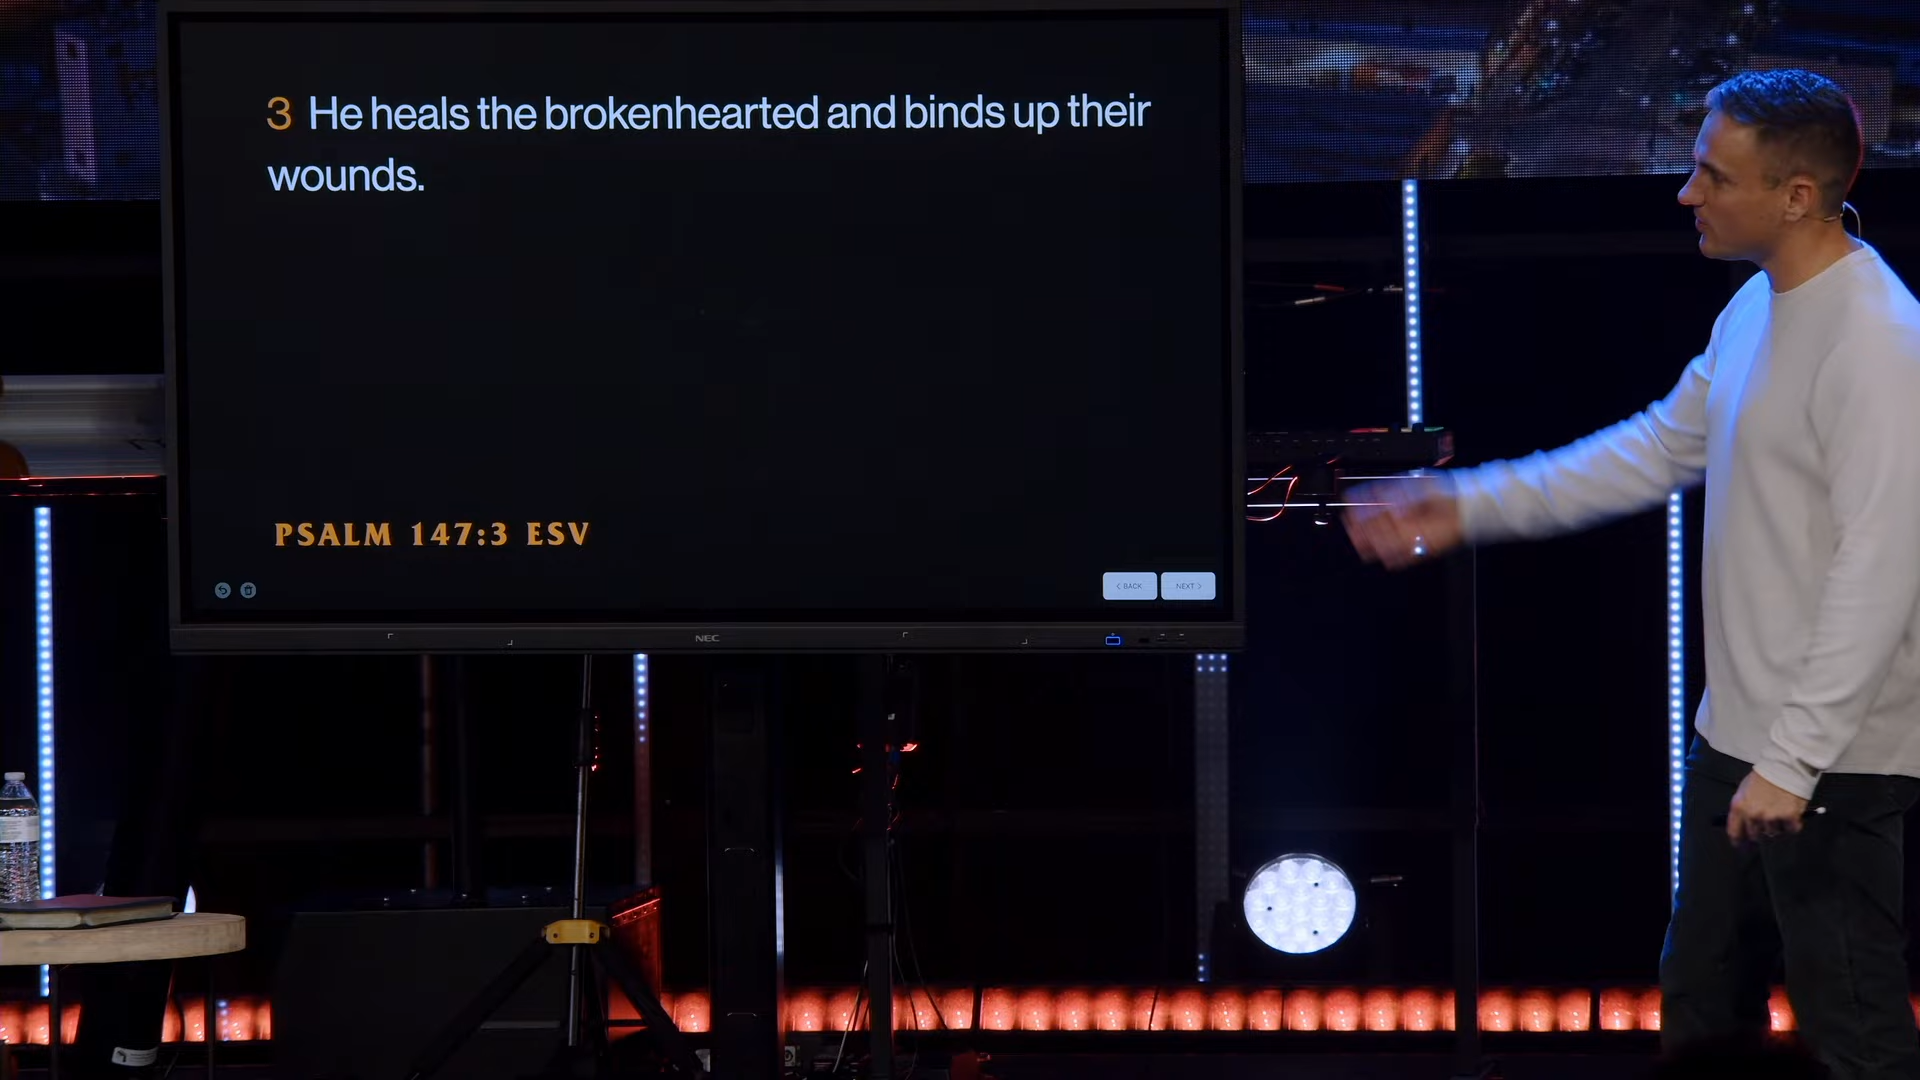 3 He heals the brokenhearted and binds up their
wounds.
PSALM 147:3 ESV
< BACK
NEXT >
NEC